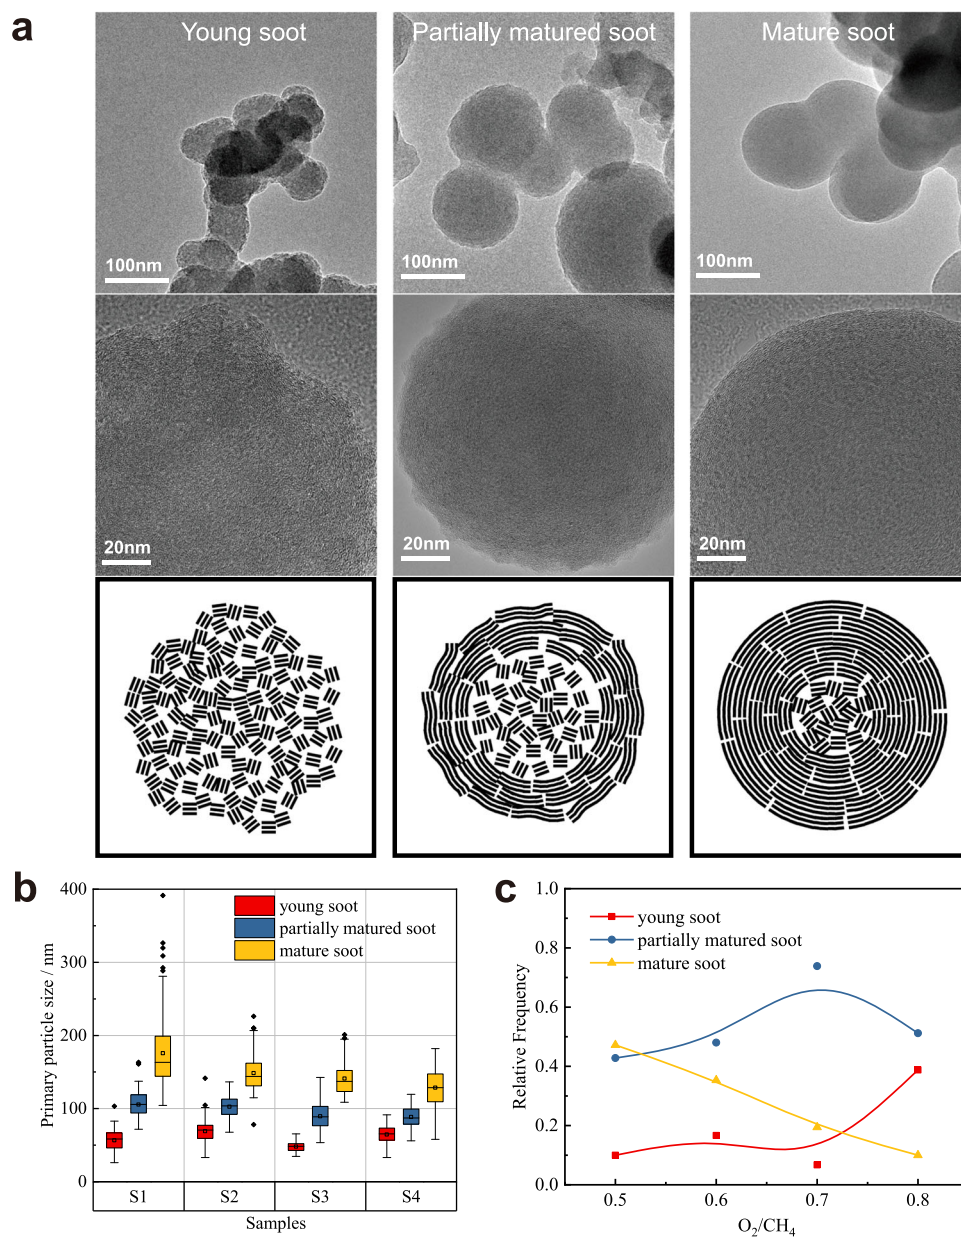 a
Young soot
Partially matured soot
Mature soot
100nm
100nm
100nm
20nm
20nm
20nm
b
400
300
200
100
0
Primary particle size / nm
young soot
partially matured soot
mature soot
S1
S2
S3
S4
Samples
c
1.0
0.8
0.6
0.4
0.2
0.0
Relative Frequency
young soot
partially matured soot
mature soot
0.5
0.6
0.7
0.8
O₂/CH₄